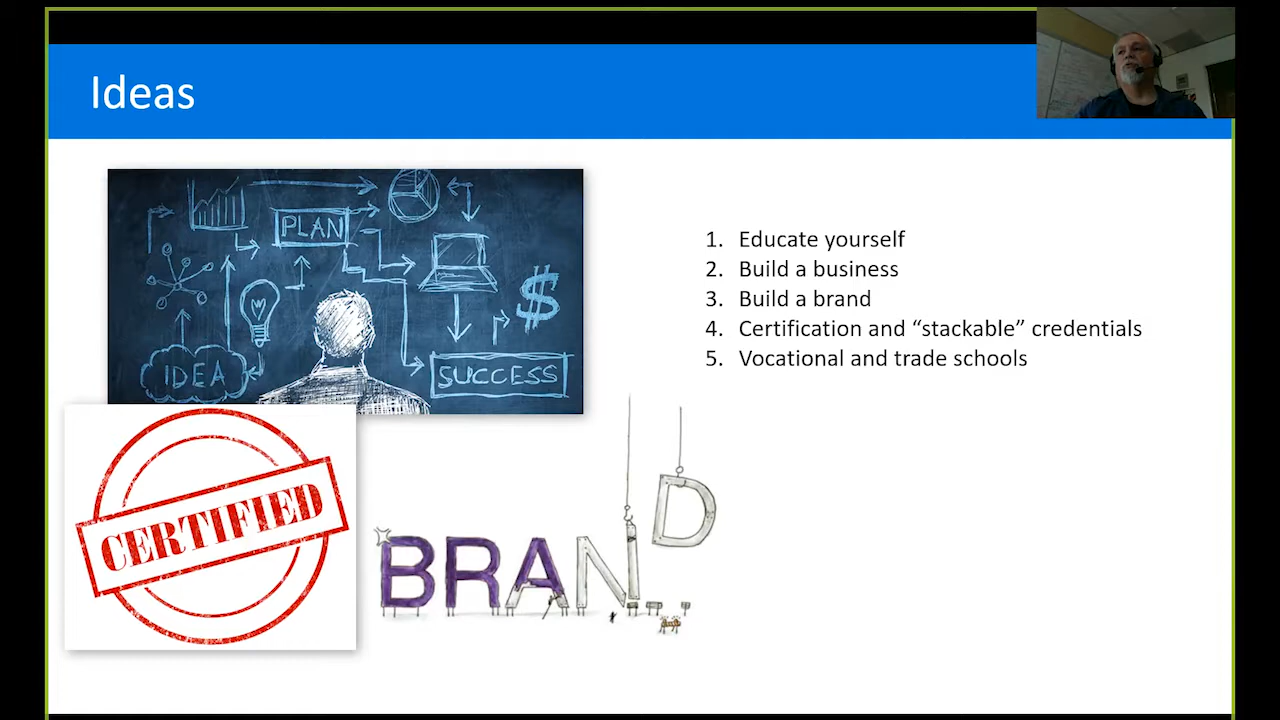 Ideas
PLAN
IDEA
$
SUCCESS
1. Educate yourself
2. Build a business
3. Build a brand
4. Certification and “stackable” credentials
5. Vocational and trade schools
CERTIFIED
BRAND